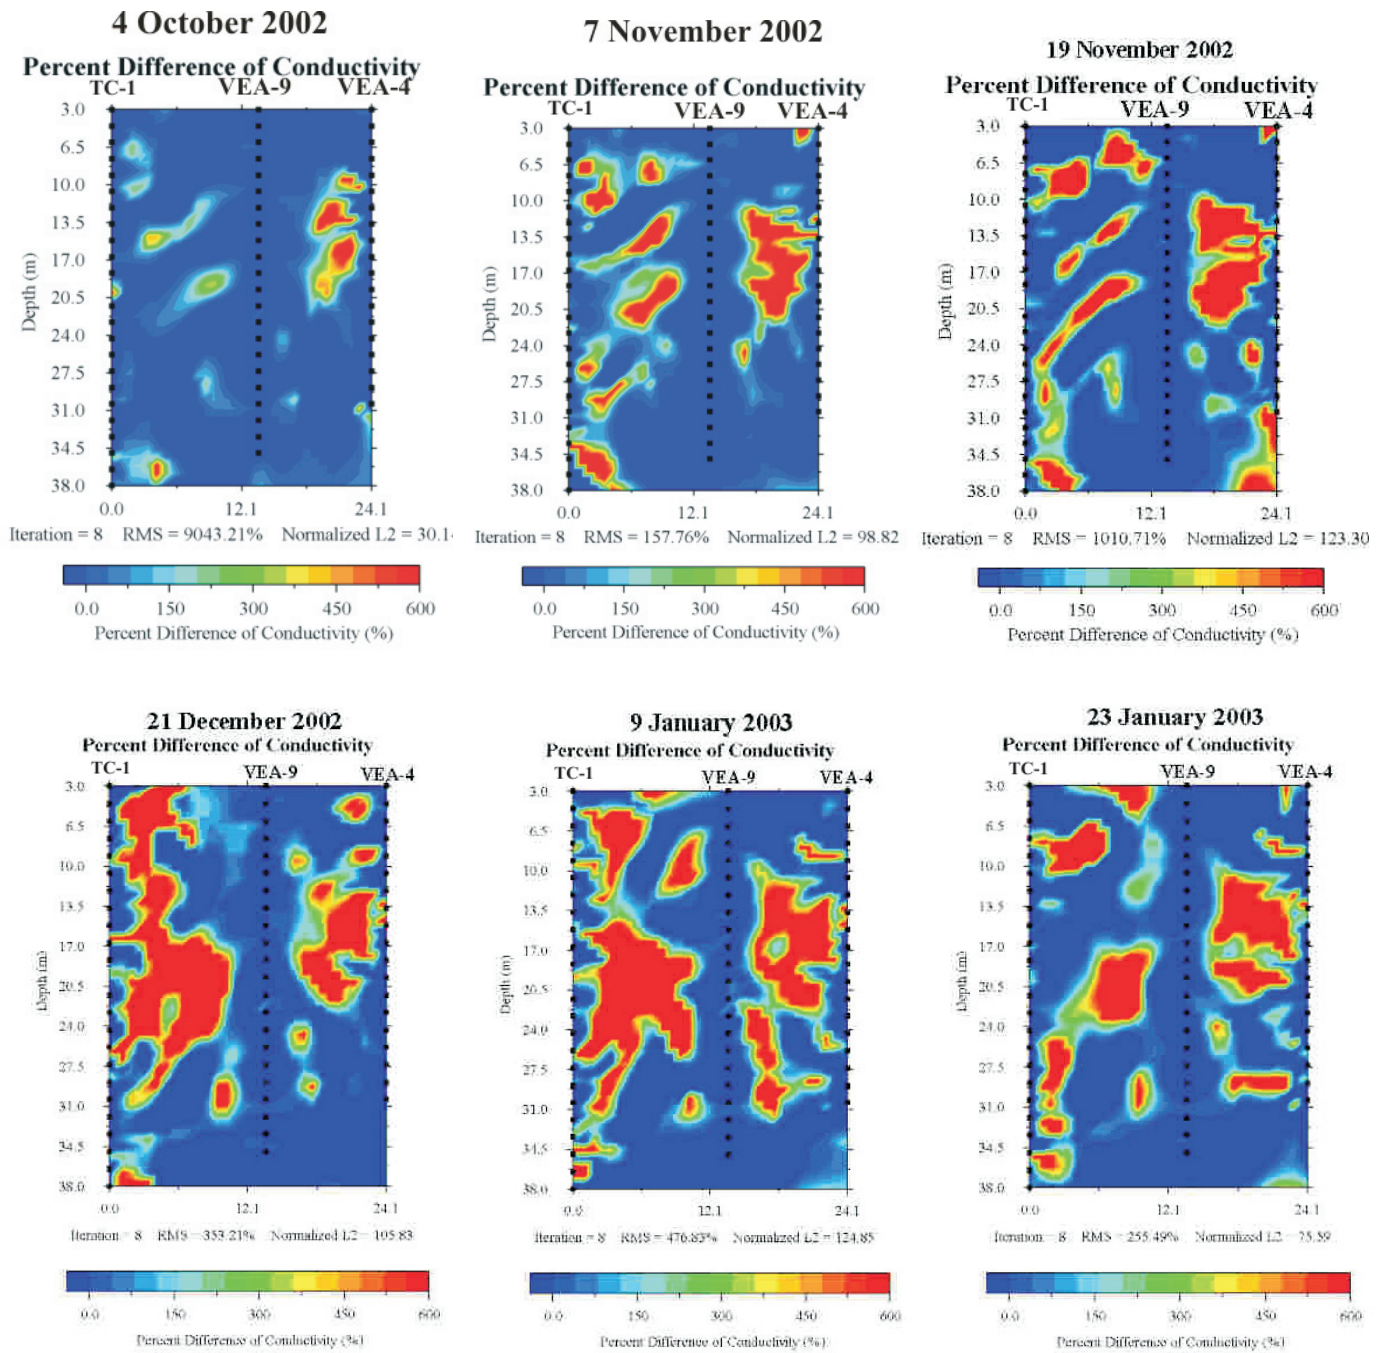 4 October 2002
Percent Difference of Conductivity
TC-1 VEA-9 VEA-4
3.0
6.5
10.0
13.5
17.0
20.5
24.0
27.5
31.0
34.5
38.0
Depth (m)
0.0 12.1 24.1
Iteration = 8 RMS = 9043.21% Normalized L2 = 30.1
0.0 150 300 450 600
Percent Difference of Conductivity (%)
7 November 2002
Percent Difference of Conductivity
TC-1 VEA-9 VEA-4
3.0
6.5
10.0
13.5
17.0
20.5
24.0
27.5
31.0
34.5
38.0
Depth (m)
0.0 12.1 24.1
Iteration = 8 RMS = 157.76% Normalized L2 = 98.82
0.0 150 300 450 600
Percent Difference of Conductivity (%)
19 November 2002
Percent Difference of Conductivity
TC-1 VEA-9 VEA-4
3.0
6.5
10.0
13.5
17.0
20.5
24.0
27.5
31.0
34.5
38.0
Depth (m)
0.0 12.1 24.1
Iteration = 8 RMS = 1010.71% Normalized L2 = 123.30
0.0 150 300 450 600
Percent Difference of Conductivity (%)
21 December 2002
Percent Difference of Conductivity
TC-1 VEA-9 VEA-4
3.0
6.5
10.0
13.5
17.0
20.5
24.0
27.5
31.0
34.5
38.0
Depth (m)
0.0 12.1 24.1
Iteration = 8 RMS = 353.21% Normalized L2 = 105.83
0.0 150 300 450 600
Percent Difference of Conductivity (%)
9 January 2003
Percent Difference of Conductivity
TC-1 VEA-9 VEA-4
3.0
6.5
10.0
13.5
17.0
20.5
24.0
27.5
31.0
34.5
38.0
Depth (m)
0.0 12.1 24.1
Iteration = 8 RMS = 476.83% Normalized L2 = 124.85
0.0 150 300 450 600
Percent Difference of Conductivity (%)
23 January 2003
Percent Difference of Conductivity
TC-1 VEA-9 VEA-4
3.0
6.5
10.0
13.5
17.0
20.5
24.0
27.5
31.0
34.5
38.0
Depth (m)
0.0 12.1 24.1
Iteration = 8 RMS = 255.49% Normalized L2 = 75.59
0.0 150 300 450 600
Percent Difference of Conductivity (%)